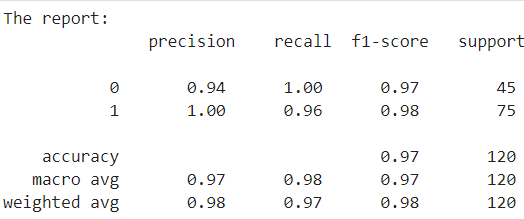 The report:
precision recall f1-score support
0 0.94 1.00 0.97 45
1 1.00 0.96 0.98 75
accuracy 0.97 120
macro avg 0.97 0.98 0.97 120
weighted avg 0.98 0.97 0.98 120